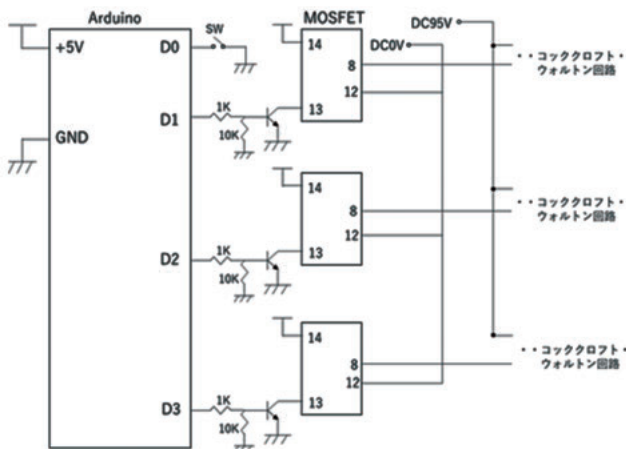 Arduino
MOSFET
DC95V
+5V
D0
SW
14
DC0V
・・コッククロフト・
8
ウォルトン回路
12
1K
13
D1
10K
GND
14
・・コッククロフト・
8
ウォルトン回路
12
1K
13
D2
10K
14
・・コッククロフト・
8
ウォルトン回路
12
1K
13
D3
10K